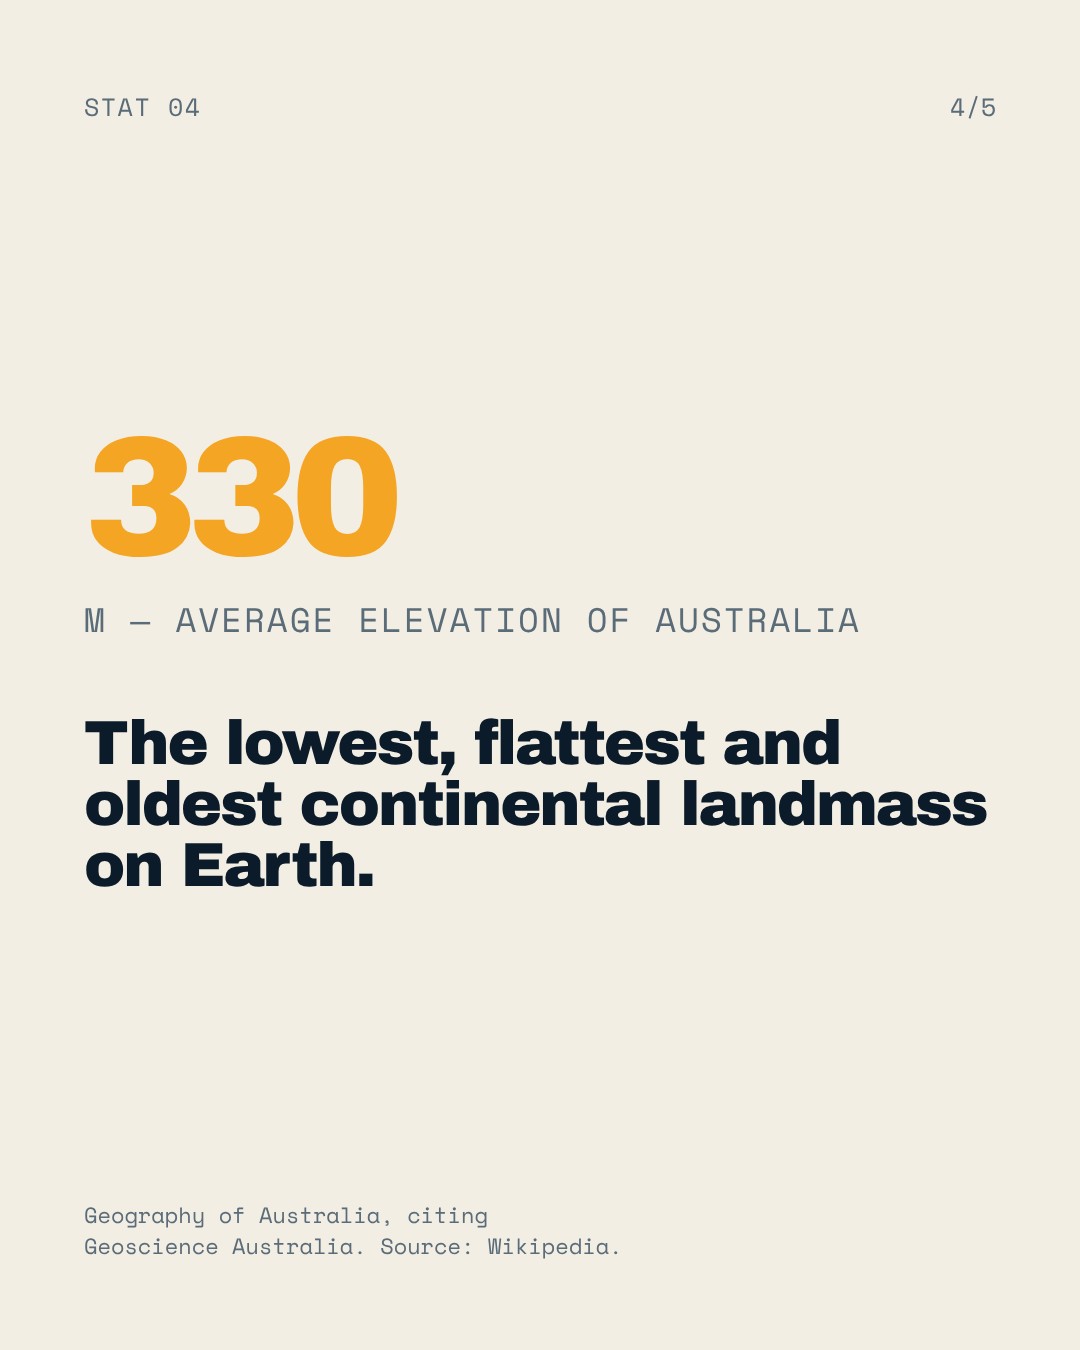 STAT 04
4/5
330
M — AVERAGE ELEVATION OF AUSTRALIA
The lowest, flattest and
oldest continental landmass
on Earth.
Geography of Australia, citing
Geoscience Australia. Source: Wikipedia.